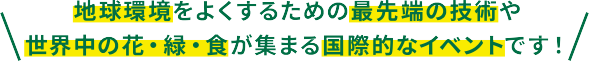 地球環境をよくするための最先端の技術や
世界中の花・緑・食が集まる国際的なイベントです！